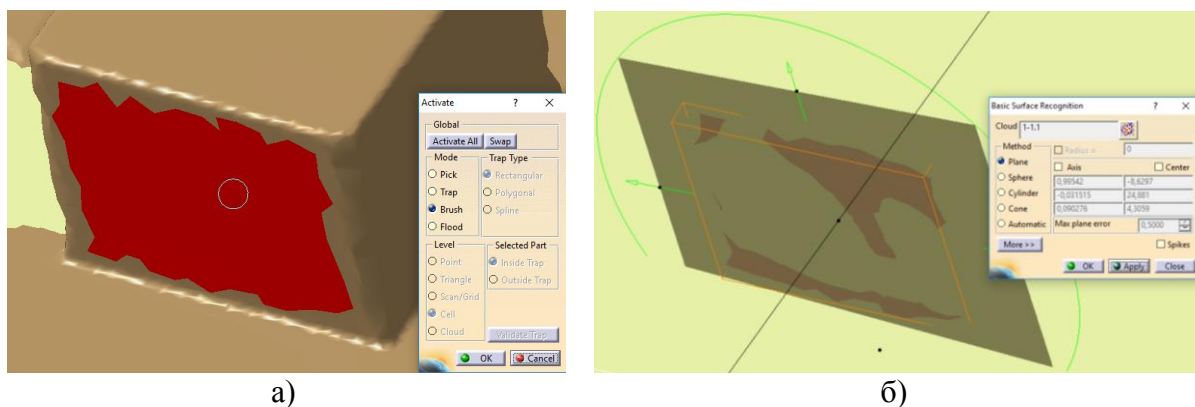 Activate ? ×
Global
Activate All Swap
Mode Trap Type
Pick Rectangular
Trap Polygonal
Brush Spline
Flood
Level Selected Part
Point Inside Trap
Triangle Outside Trap
Scan/Grid
Cell
Cloud Validate Trap
OK Cancel
Basic Surface Recognition ? ×
Cloud 1-1.1
Method Radius = 0
Plane Axis Center
Sphere 0,99542 -8,6297
Cylinder -0,031515 24,981
Cone 0,090276 4,3059
Automatic Max plane error 0,5000
More >> Spikes
OK Apply Close
а) б)